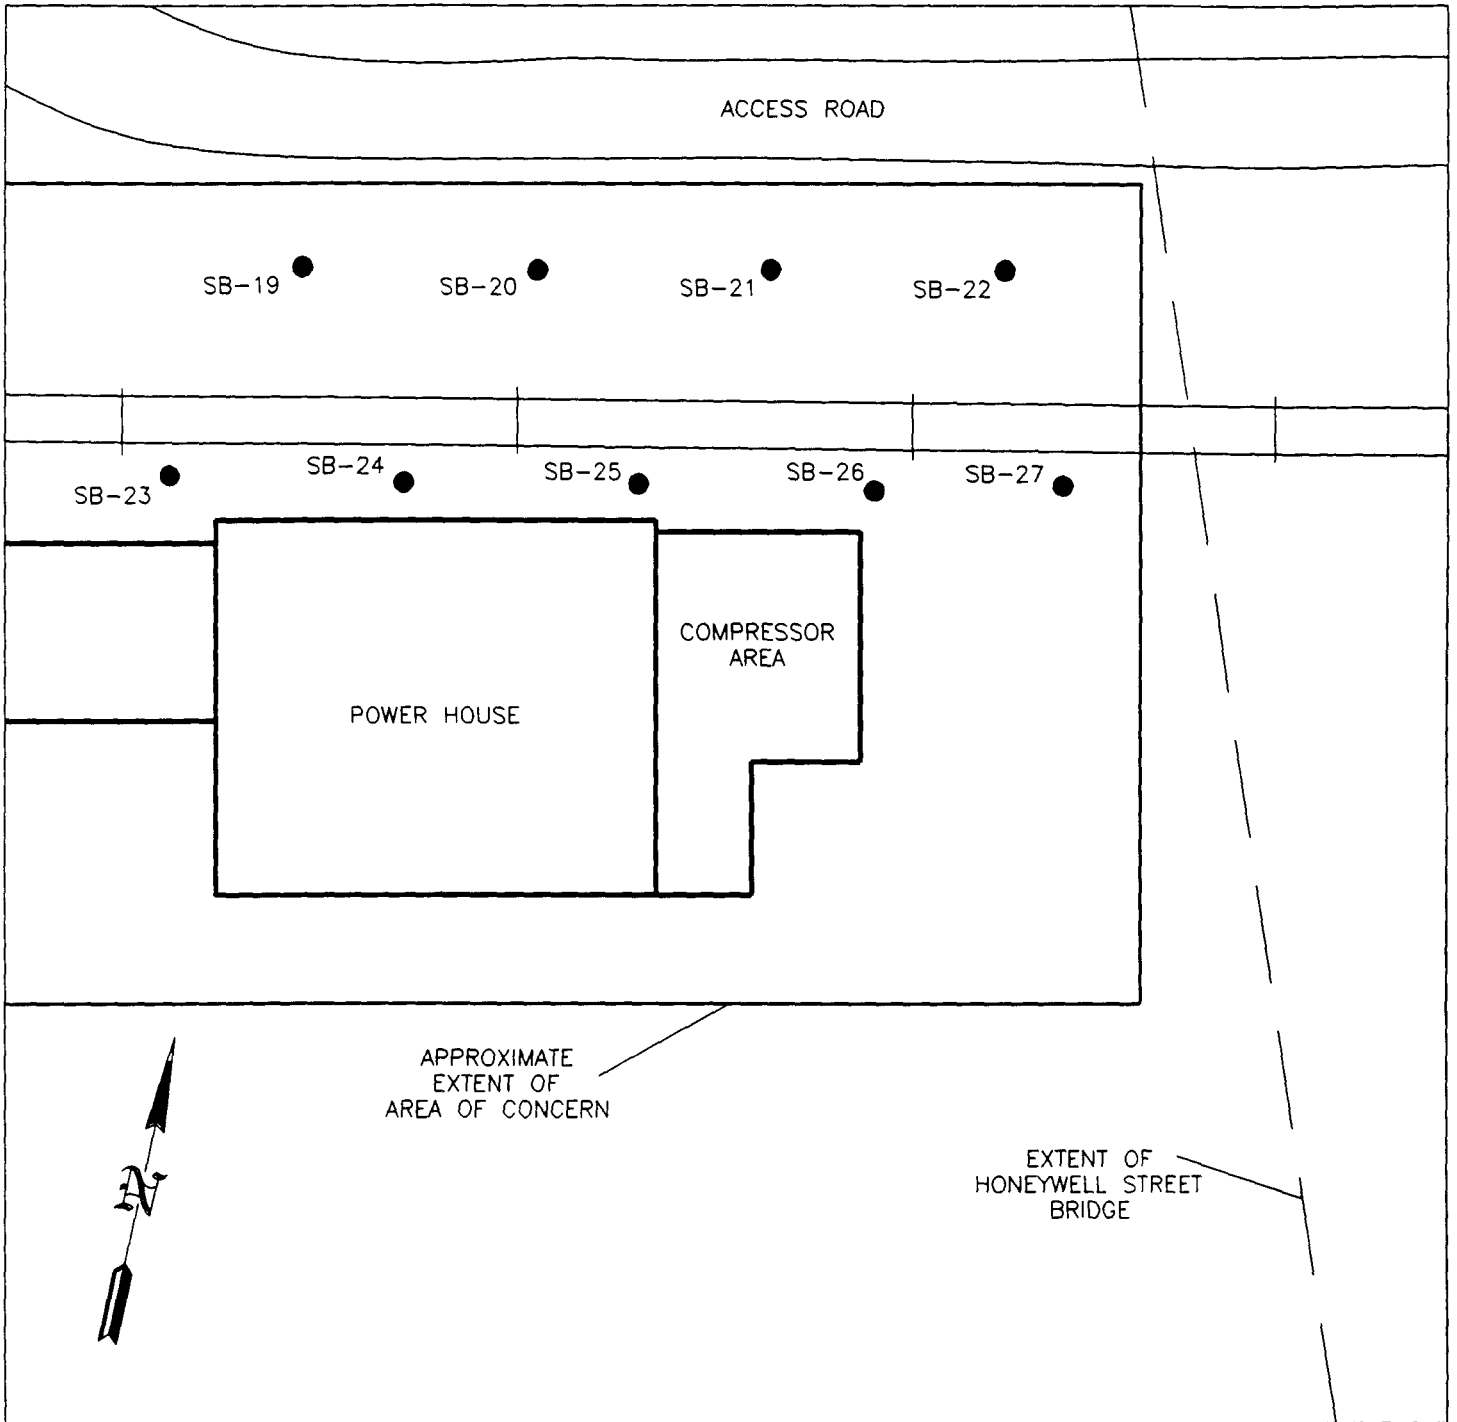 ACCESS ROAD
SB-19
SB-20
SB-21
SB-22
SB-23
SB-24
SB-25
SB-26
SB-27
COMPRESSOR
AREA
POWER HOUSE
APPROXIMATE
EXTENT OF
AREA OF CONCERN
N
EXTENT OF
HONEYWELL STREET
BRIDGE